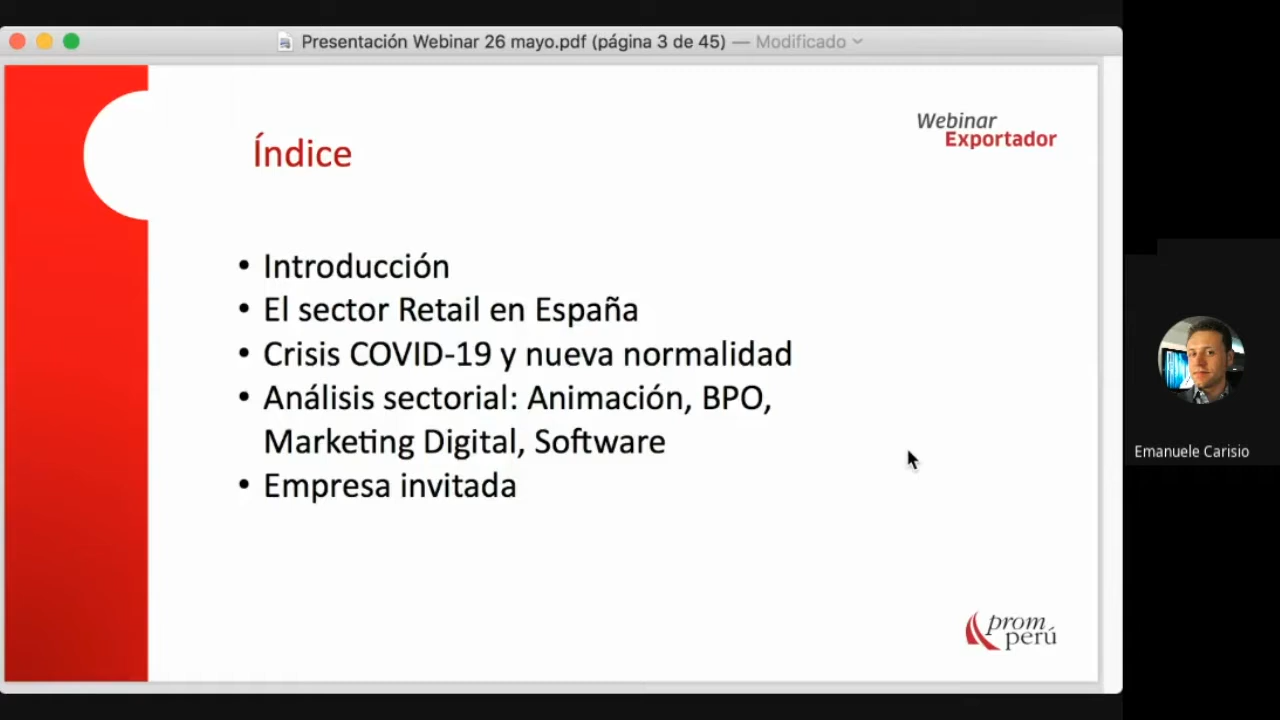 Presentación Webinar 26 mayo.pdf (página 3 de 45) — Modificado
Webinar
Exportador
Índice
• Introducción
• El sector Retail en España
• Crisis COVID-19 y nueva normalidad
• Análisis sectorial: Animación, BPO,
Marketing Digital, Software
• Empresa invitada
Emanuele Carisio
prom
perú